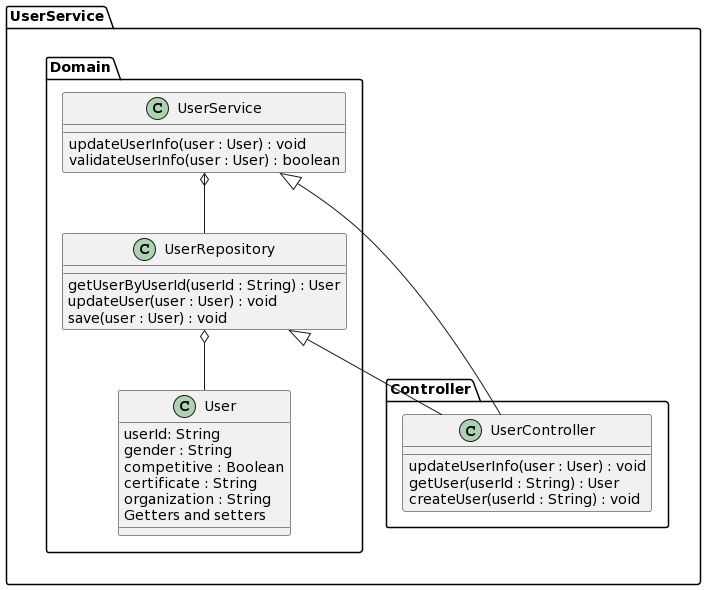 UserService
Domain
C UserService
updateUserInfo(user : User) : void
validateUserInfo(user : User) : boolean
C UserRepository
getUserByUserId(userId : String) : User
updateUser(user : User) : void
save(user : User) : void
C User
userId: String
gender : String
competitive : Boolean
certificate : String
organization : String
Getters and setters
Controller
C UserController
updateUserInfo(user : User) : void
getUser(userId : String) : User
createUser(userId : String) : void